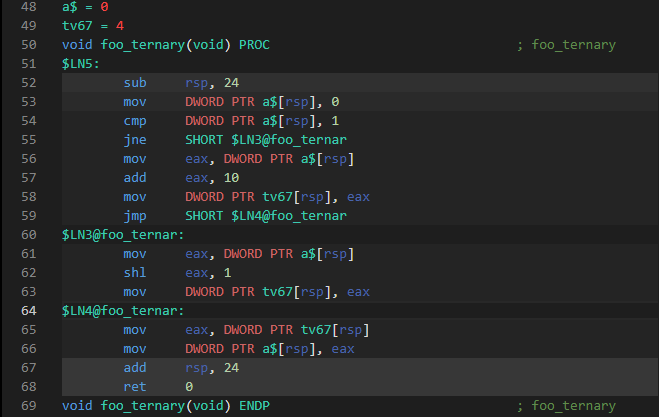 48 a$ = 0
49 tv67 = 4
50 void foo_ternary(void) PROC ; foo_ternary
51 $LN5:
52 sub rsp, 24
53 mov DWORD PTR a$[rsp], 0
54 cmp DWORD PTR a$[rsp], 1
55 jne SHORT $LN3@foo_ternar
56 mov eax, DWORD PTR a$[rsp]
57 add eax, 10
58 mov DWORD PTR tv67[rsp], eax
59 jmp SHORT $LN4@foo_ternar
60 $LN3@foo_ternar:
61 mov eax, DWORD PTR a$[rsp]
62 shl eax, 1
63 mov DWORD PTR tv67[rsp], eax
64 $LN4@foo_ternar:
65 mov eax, DWORD PTR tv67[rsp]
66 mov DWORD PTR a$[rsp], eax
67 add rsp, 24
68 ret 0
69 void foo_ternary(void) ENDP ; foo_ternary